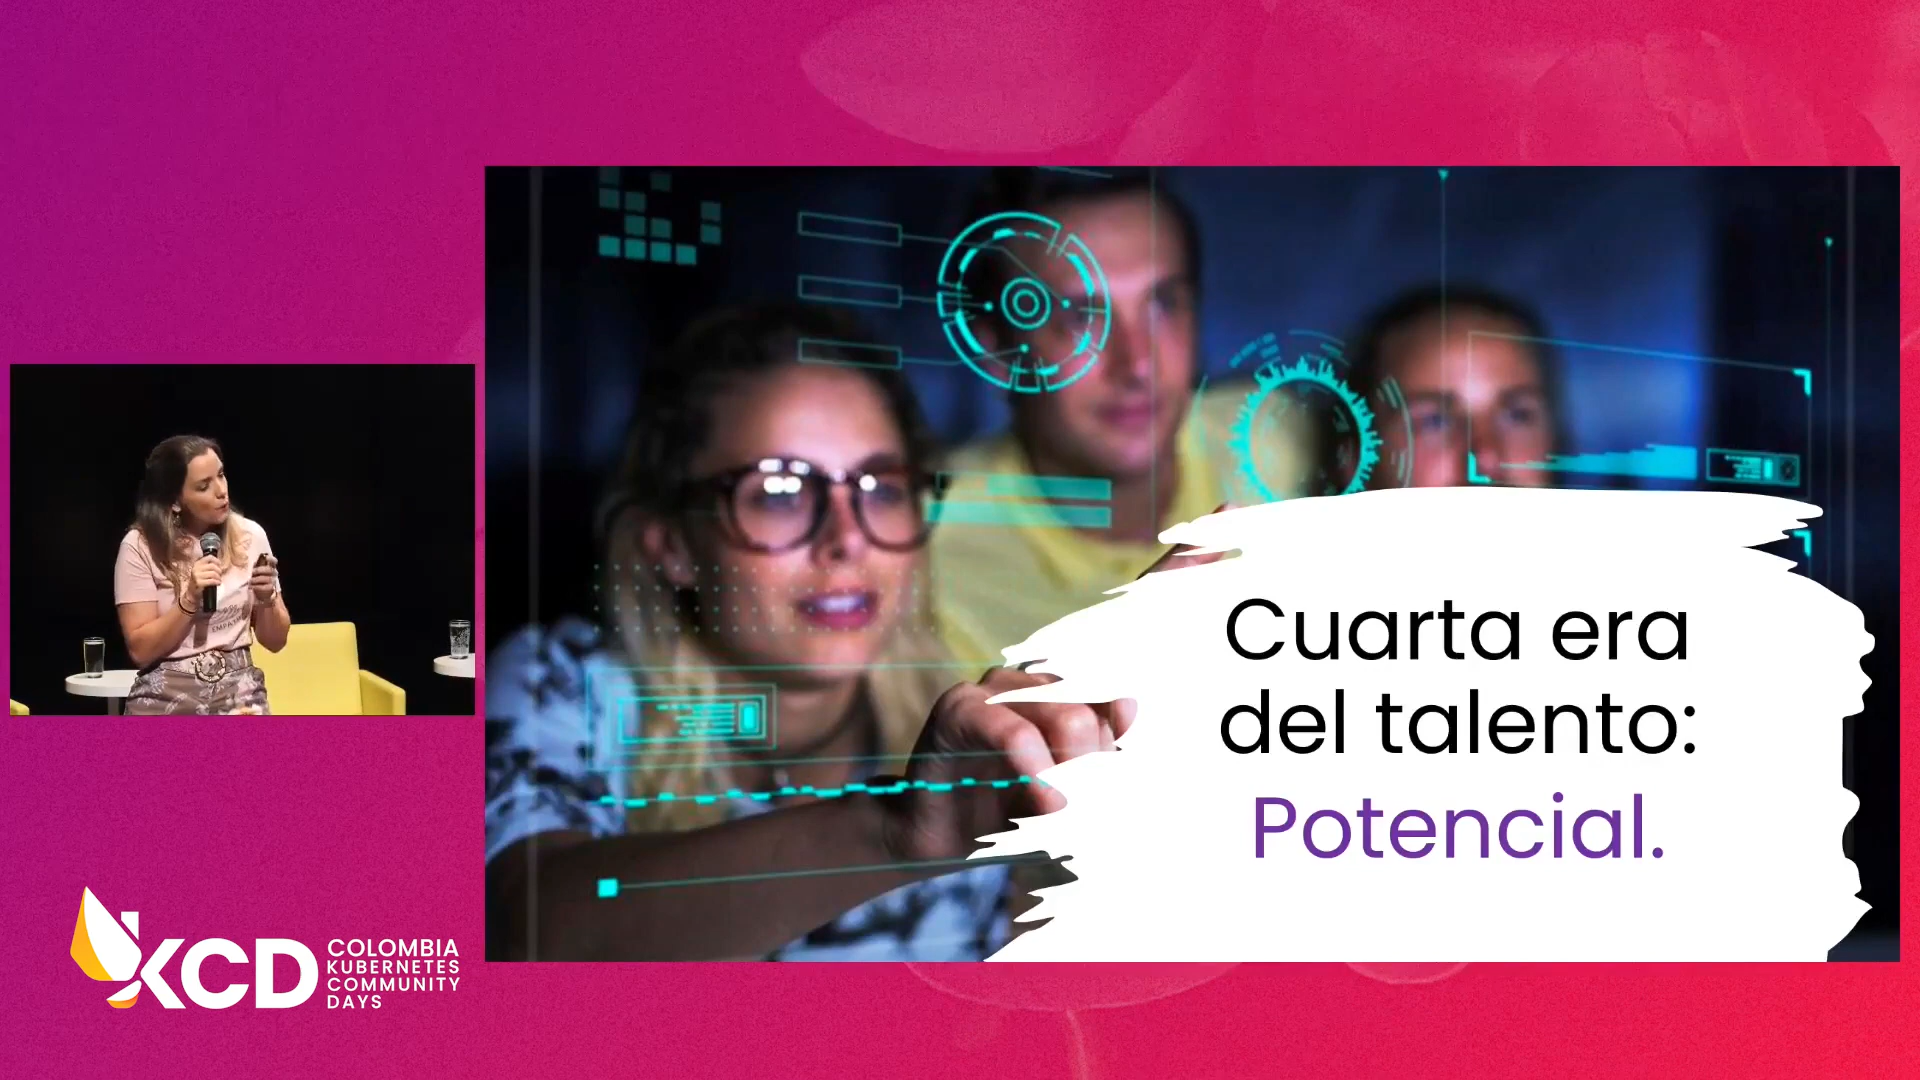 Cuarta era
del talento:
Potencial.
KCD
COLOMBIA
KUBERNETES
COMMUNITY
DAYS